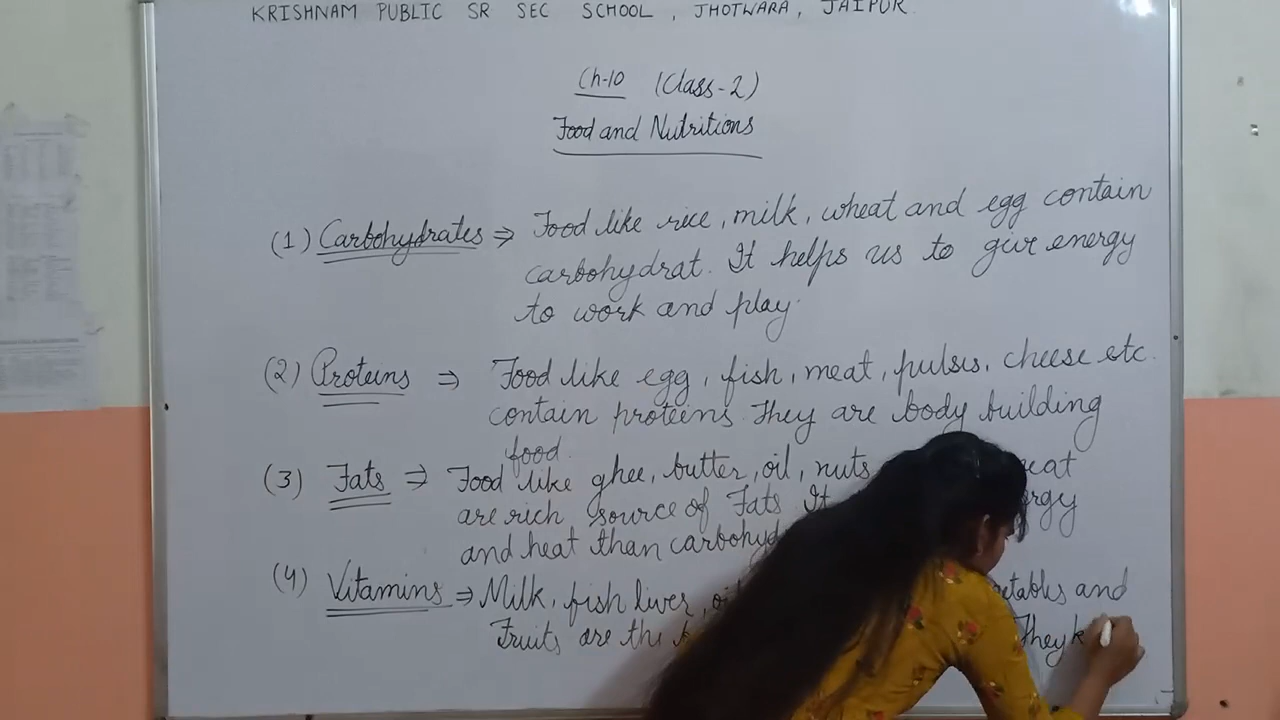 KRISHNAM PUBLIC SR SEC SCHOOL, JHOTWARA, JAIPUR
Ch-10 (Class-2)
Food and Nutritions
(1) Carbohydrates ⇒ Food like rice, milk, wheat and egg contain
carbohydrat. It helps us to give energy
to work and play.
(2) Proteins ⇒ Food like egg, fish, meat, pulses, cheese etc.
contain proteins. They are body building
food.
(3) Fats ⇒ Food like ghee, butter, oil, nuts
are rich source of Fats It
and heat than
(4) Vitamins ⇒ Milk, fish liver, and
Fruits are the They